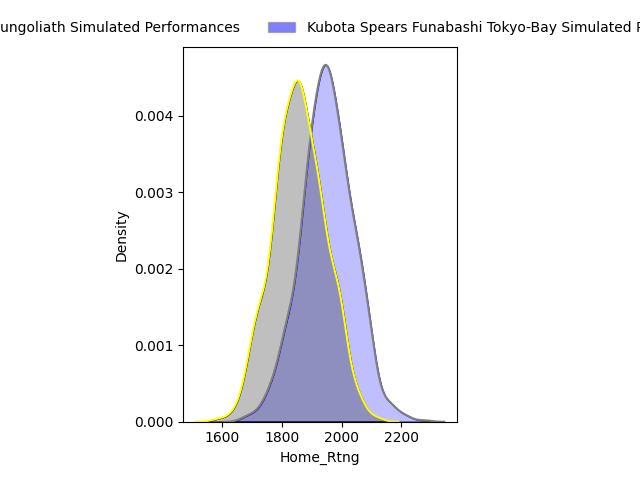 ungoliath Simulated Performances
Kubota Spears Funabashi Tokyo-Bay Simulated P
0.004
0.003
0.002
0.001
0.000
Density
1600 1800 2000 2200
Home_Rtng